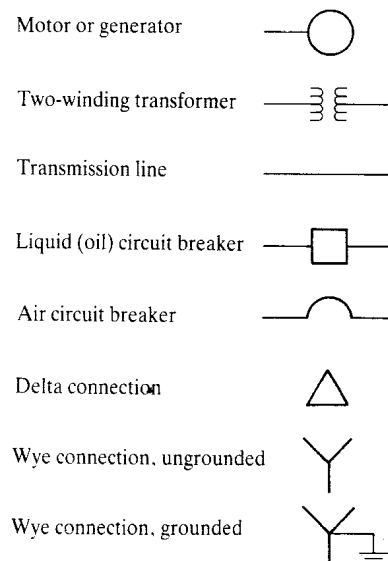 Motor or generator
Two-winding transformer
Transmission line
Liquid (oil) circuit breaker
Air circuit breaker
Delta connection
Wye connection, ungrounded
Wye connection, grounded